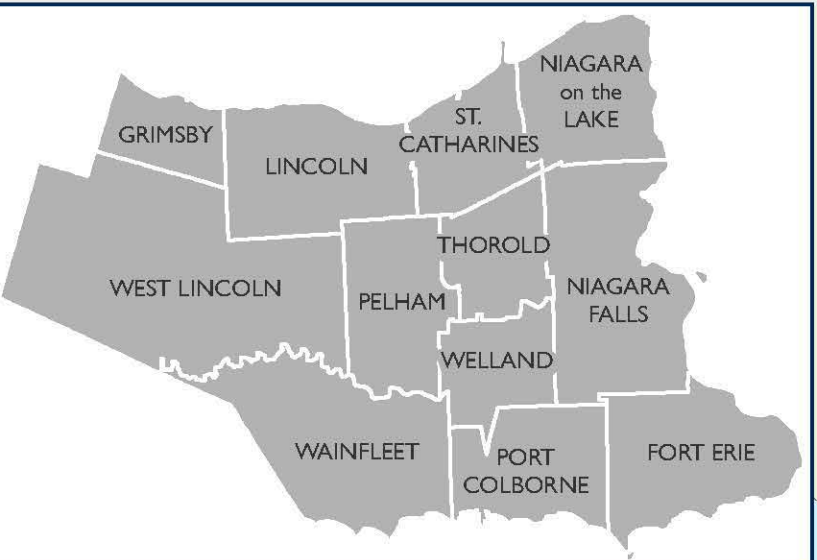 NIAGARA
on the
LAKE
GRIMSBY
ST.
CATHARINES
LINCOLN
THOROLD
WEST LINCOLN
PELHAM
NIAGARA
FALLS
WELLAND
WAINFLEET
PORT
COLBORNE
FORT ERIE